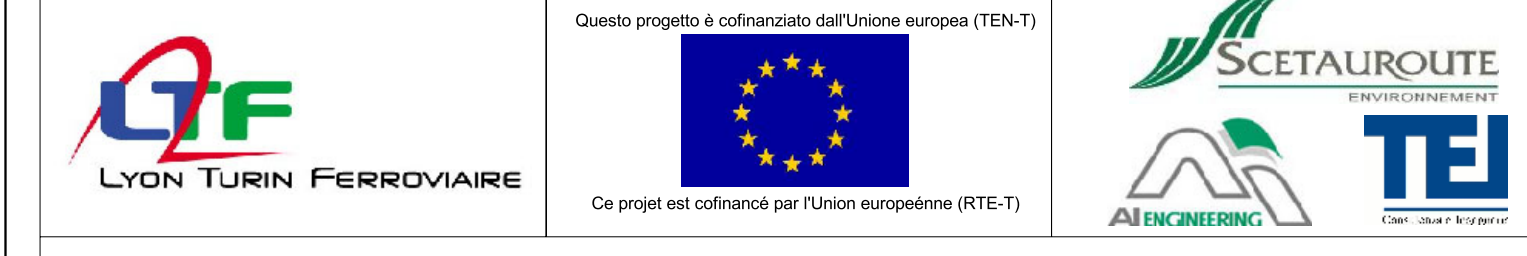 LTF
LYON TURIN FERROVIAIRE
Questo progetto è cofinanziato dall'Unione europea (TEN-T)
Ce projet est cofinancé par l'Union europeénne (RTE-T)
SCETAUROUTE
ENVIRONNEMENT
AI ENGINEERING
TEI